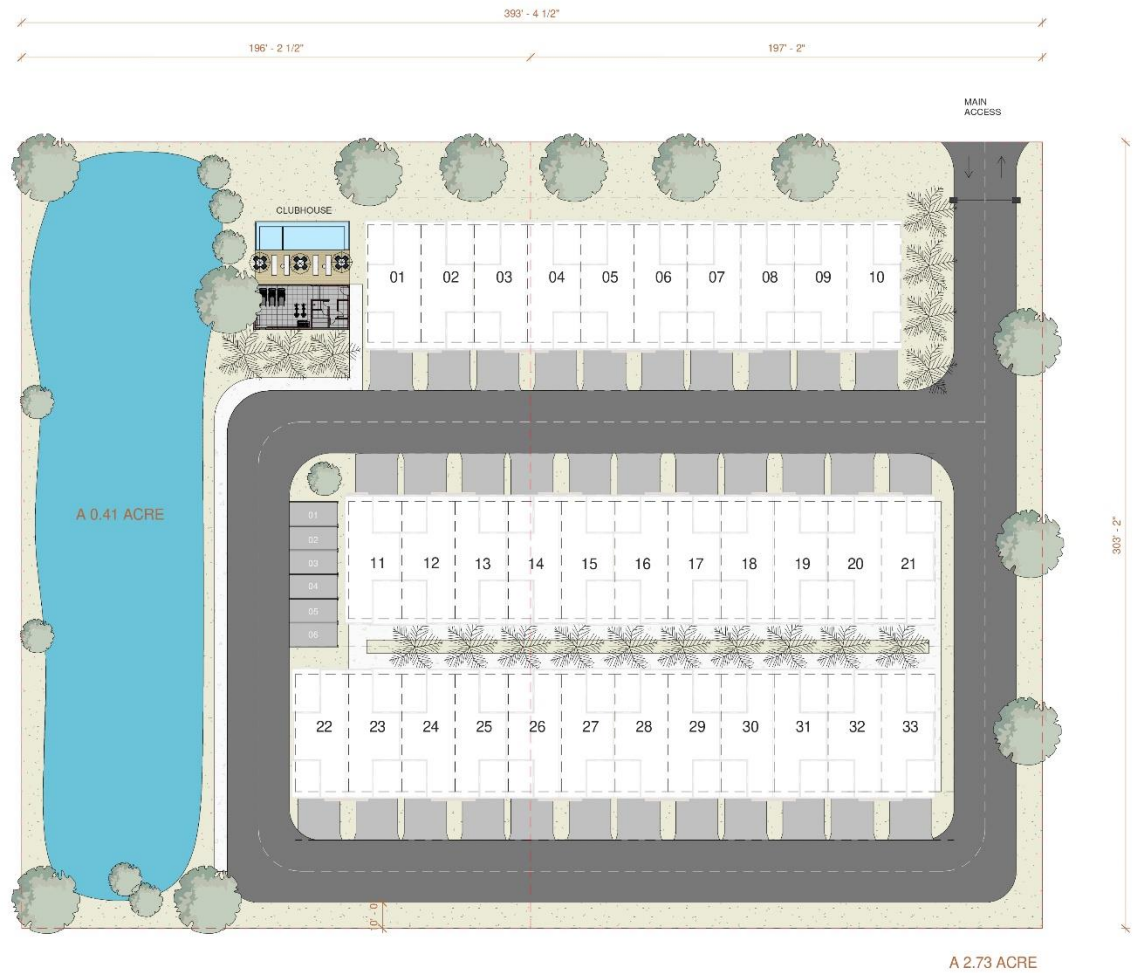 393' - 4 1/2"
196' - 2 1/2"
197' - 2"
MAIN
ACCESS
CLUBHOUSE
01 02 03 04 05 06 07 08 09 10
303' - 2"
A 0.41 ACRE
01
02
03
04
05
06
11 12 13 14 15 16 17 18 19 20 21
22 23 24 25 26 27 28 29 30 31 32 33
A 2.73 ACRE